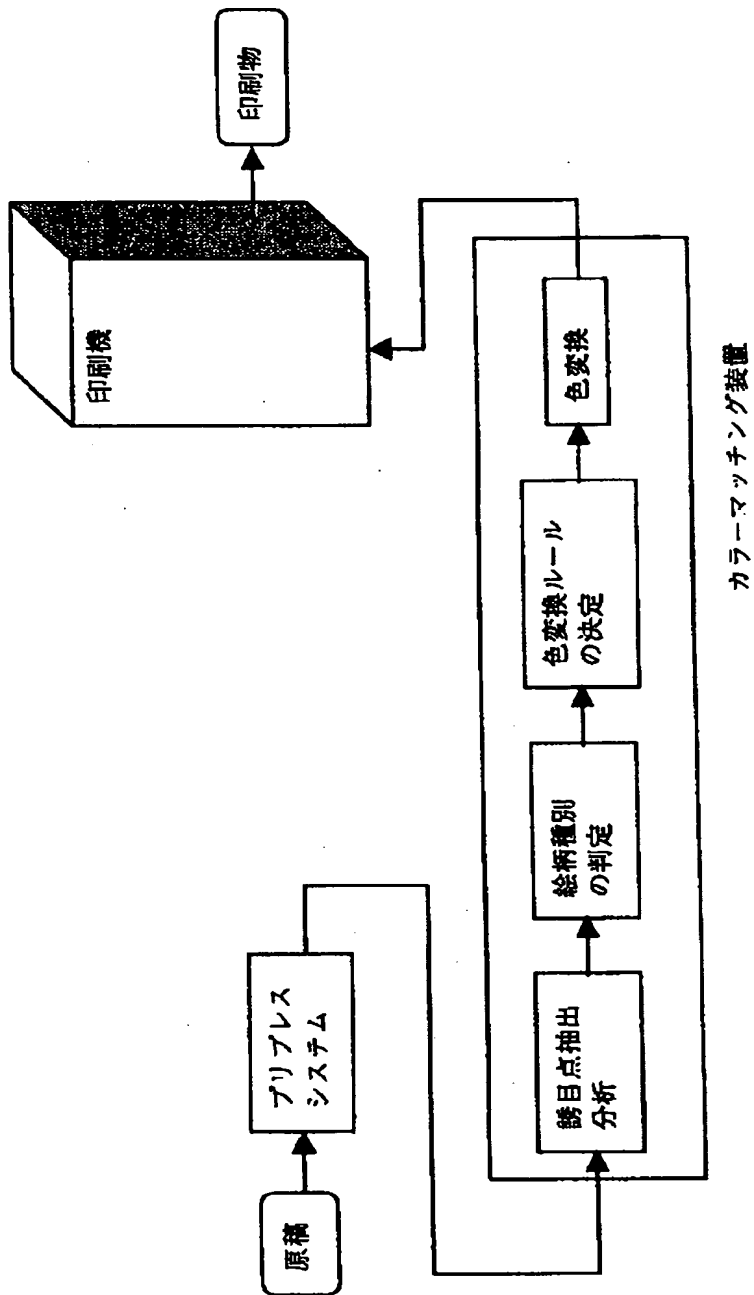 原稿
プリプレス
システム
誘目点抽出
分析
絵柄種別
の判定
色変換ルール
の決定
色変換
カラーマッチング装置
印刷機
印刷物